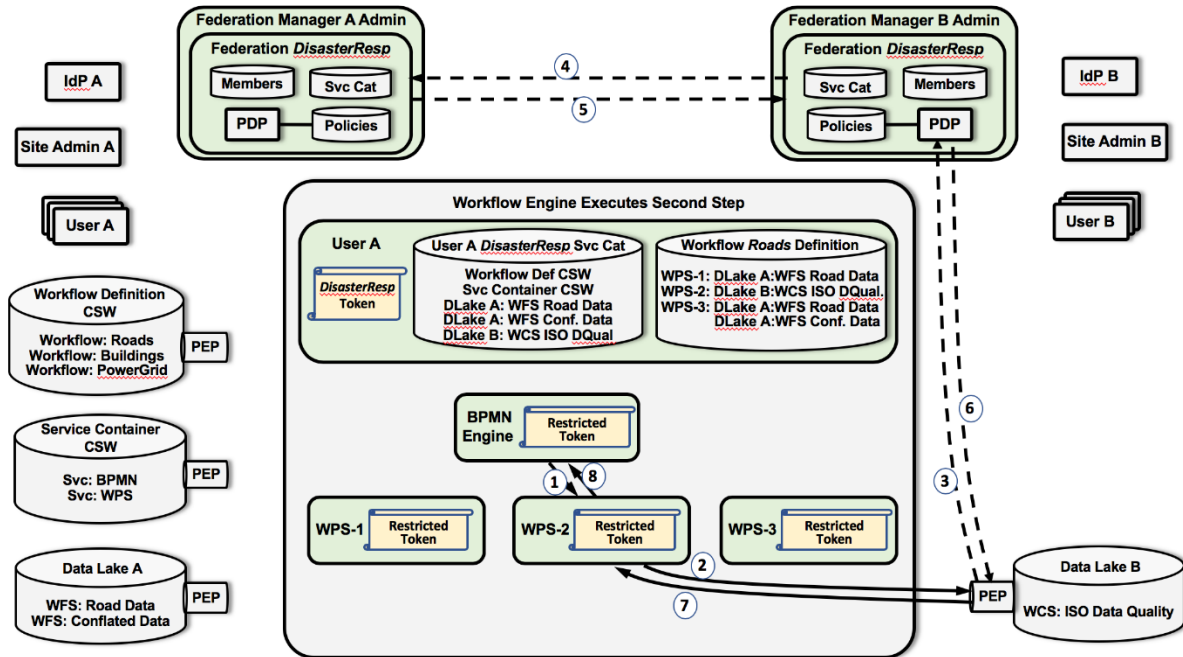 Federation Manager A Admin
Federation DisasterResp
Members
Svc Cat
PDP
Policies
IdP A
Site Admin A
User A
4
5
Federation Manager B Admin
Federation DisasterResp
Svc Cat
Members
Policies
PDP
IdP B
Site Admin B
User B
Workflow Engine Executes Second Step
User A
DisasterResp
Token
User A DisasterResp Svc Cat
Workflow Def CSW
Svc Container CSW
DLake A: WFS Road Data
DLake A: WFS Conf. Data
DLake B: WCS ISO DQual
Workflow Roads Definition
WPS-1: DLake A:WFS Road Data
WPS-2: DLake B:WCS ISO DQual.
WPS-3: DLake A:WFS Road Data
DLake A:WFS Conf. Data
Workflow Definition
CSW
Workflow: Roads
Workflow: Buildings
Workflow: PowerGrid
PEP
Service Container
CSW
Svc: BPMN
Svc: WPS
PEP
Data Lake A
WFS: Road Data
WFS: Conflated Data
PEP
BPMN
Engine
Restricted
Token
1
8
WPS-1
Restricted
Token
WPS-2
Restricted
Token
WPS-3
Restricted
Token
2
7
3
6
PEP
Data Lake B
WCS: ISO Data Quality